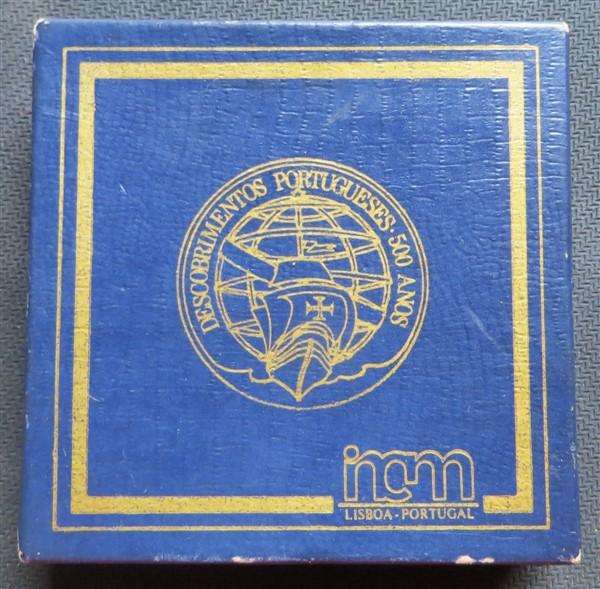 DESCOBRIMENTOS PORTUGUESES · 500 ANOS
incm
LISBOA - PORTUGAL